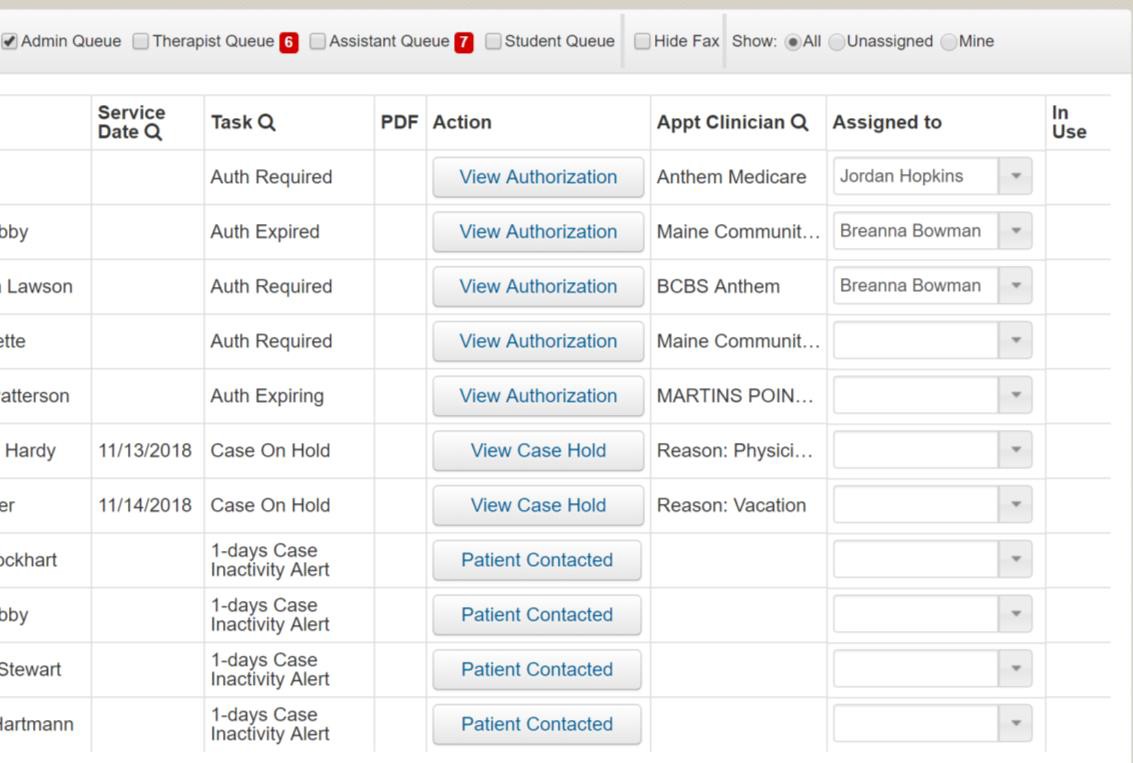 Admin Queue Therapist Queue 6 Assistant Queue 7 Student Queue Hide Fax Show: All Unassigned Mine
Service Date Task PDF Action Appt Clinician Assigned to In Use
Auth Required View Authorization Anthem Medicare Jordan Hopkins
bby Auth Expired View Authorization Maine Communit... Breanna Bowman
Lawson Auth Required View Authorization BCBS Anthem Breanna Bowman
ette Auth Required View Authorization Maine Communit...
atterson Auth Expiring View Authorization MARTINS POIN...
Hardy 11/13/2018 Case On Hold View Case Hold Reason: Physici...
er 11/14/2018 Case On Hold View Case Hold Reason: Vacation
ockhart 1-days Case Inactivity Alert Patient Contacted
bby 1-days Case Inactivity Alert Patient Contacted
Stewart 1-days Case Inactivity Alert Patient Contacted
Hartmann 1-days Case Inactivity Alert Patient Contacted